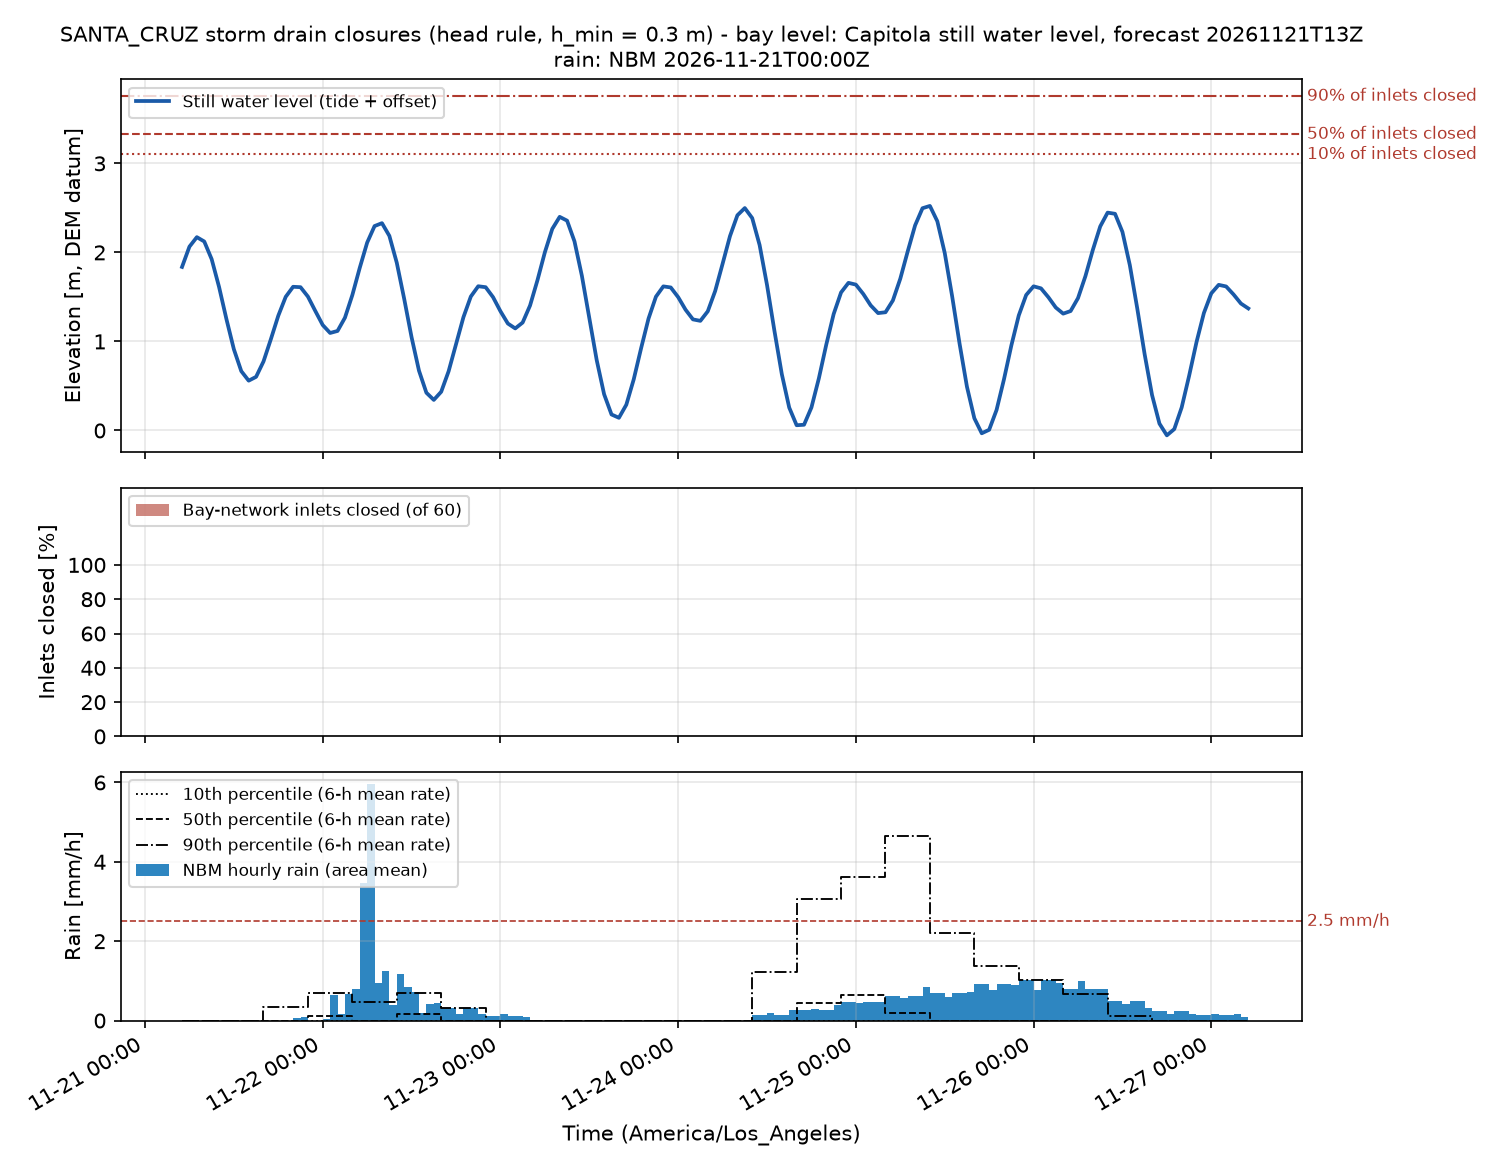 SANTA_CRUZ storm drain closures (head rule, h_min = 0.3 m) - bay level: Capitola still water level, forecast 20261121T13Z
rain: NBM 2026-11-21T00:00Z
Still water level (tide + offset)
90% of inlets closed
50% of inlets closed
10% of inlets closed
Elevation [m, DEM datum]
3
2
1
0
Bay-network inlets closed (of 60)
Inlets closed [%]
100
80
60
40
20
0
10th percentile (6-h mean rate)
50th percentile (6-h mean rate)
90th percentile (6-h mean rate)
NBM hourly rain (area mean)
2.5 mm/h
Rain [mm/h]
6
4
2
0
11-21 00:00
11-22 00:00
11-23 00:00
11-24 00:00
11-25 00:00
11-26 00:00
11-27 00:00
Time (America/Los_Angeles)